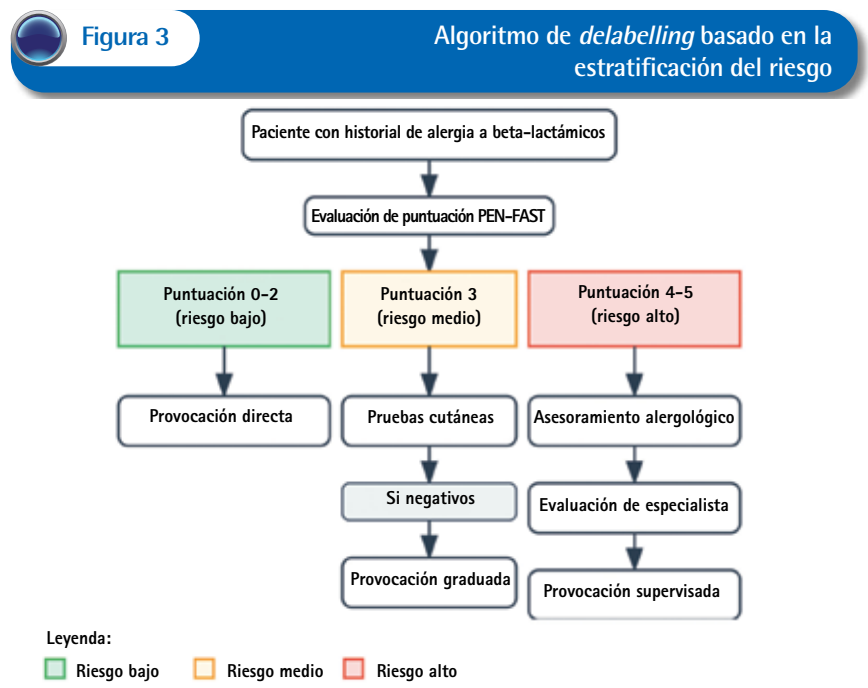 Figura 3
Algoritmo de delabelling basado en la
estratificación del riesgo
Paciente con historial de alergia a beta-lactámicos
Evaluación de puntuación PEN-FAST
Puntuación 0-2
(riesgo bajo)
Puntuación 3
(riesgo medio)
Puntuación 4-5
(riesgo alto)
Provocación directa
Pruebas cutáneas
Asesoramiento alergológico
Si negativos
Evaluación de especialista
Provocación graduada
Provocación supervisada
Leyenda:
Riesgo bajo
Riesgo medio
Riesgo alto